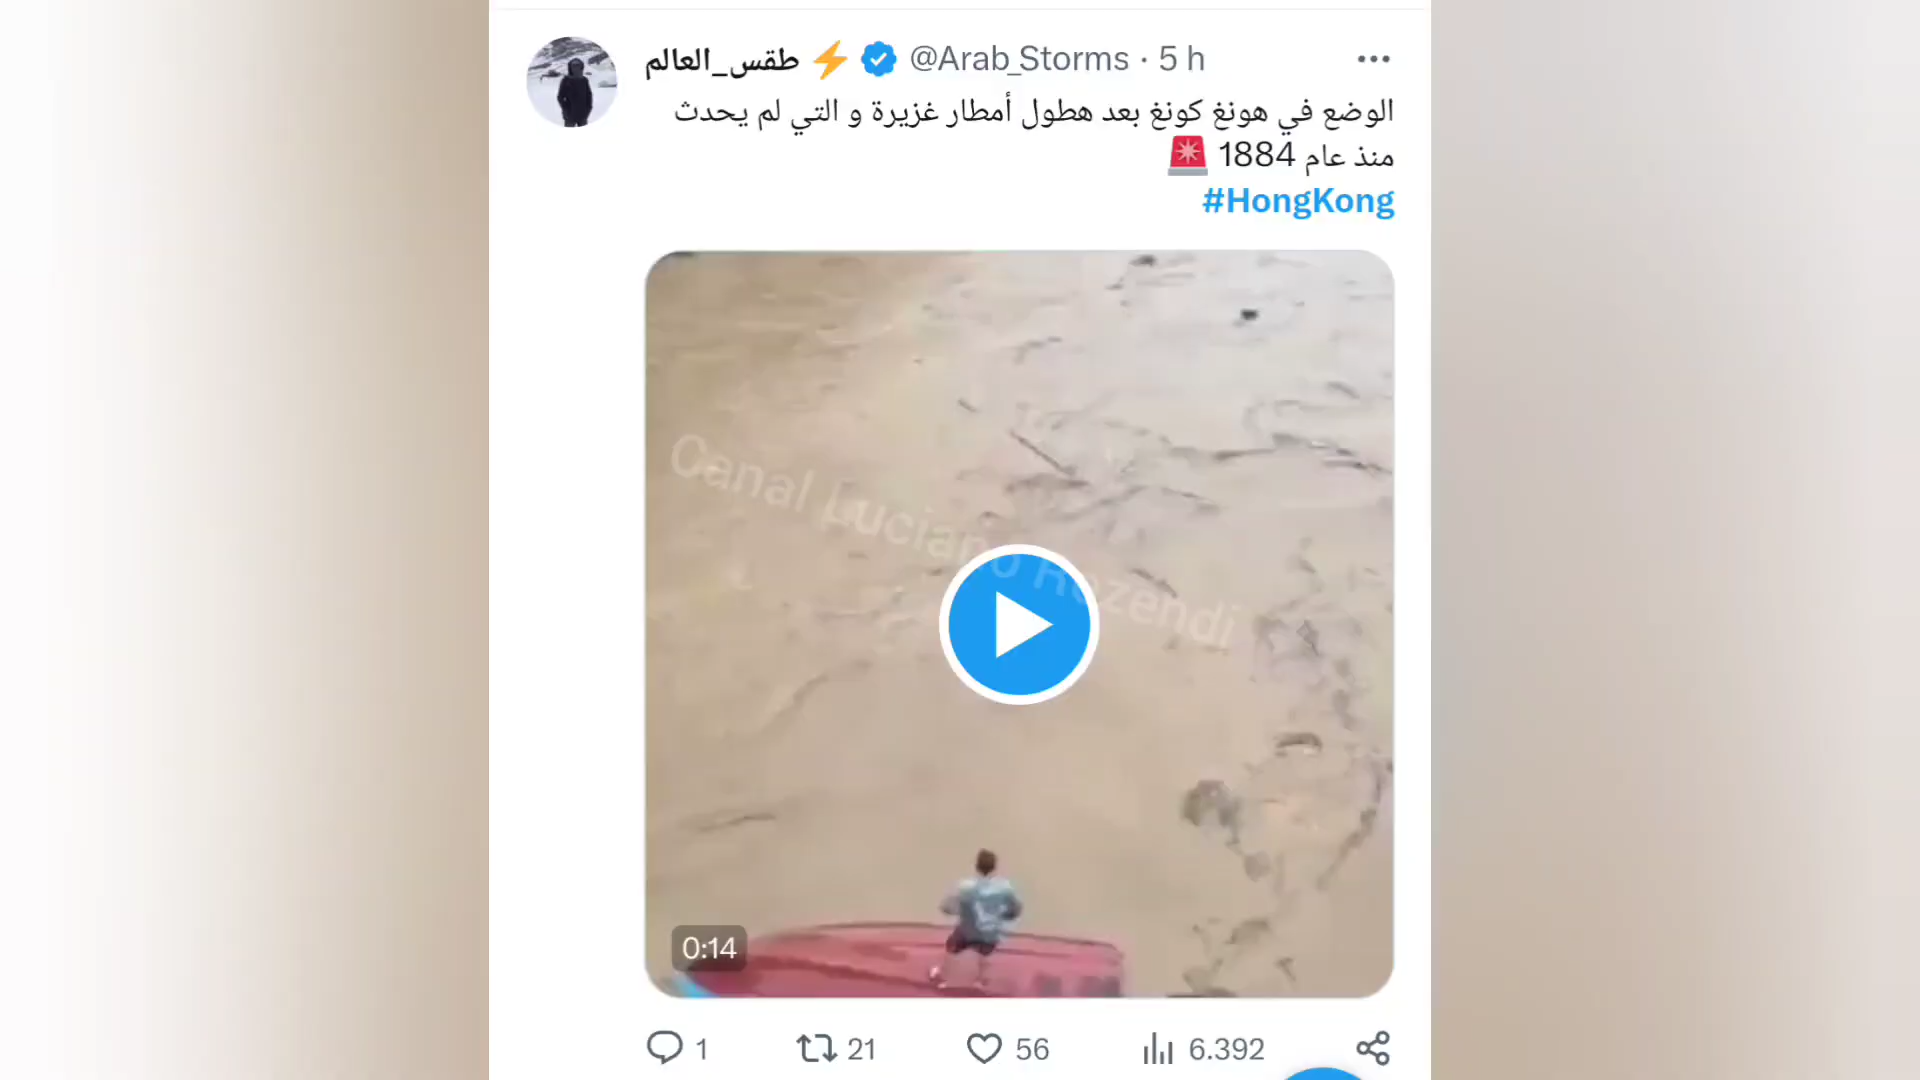 طقس_العالم ⚡ @Arab_Storms · 5 h
الوضع في هونغ كونغ بعد هطول أمطار غزيرة و التي لم يحدث
منذ عام 1884 🚨
#HongKong
Canal Luciano Rezendi
0:14
1 21 56 6.392